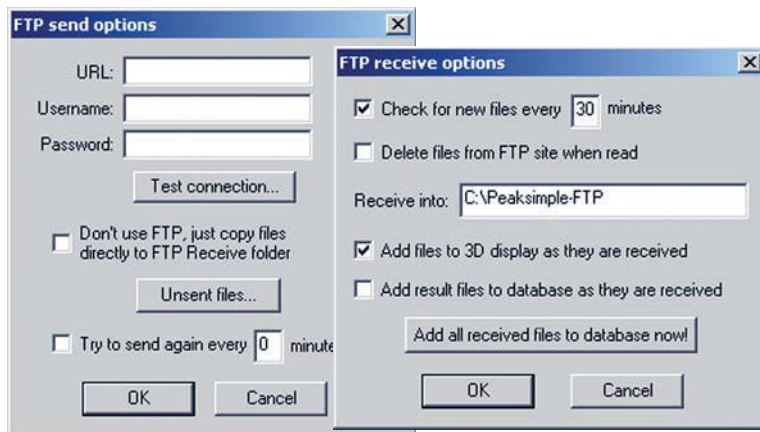 FTP send options
URL:
Username:
Password:
Test connection...
Don't use FTP, just copy files
directly to FTP Receive folder
Unsent files...
Try to send again every 0 minute
OK
Cancel
FTP receive options
Check for new files every 30 minutes
Delete files from FTP site when read
Receive into: C:\Peaksimple-FTP
Add files to 3D display as they are received
Add result files to database as they are received
Add all received files to database now!
OK
Cancel